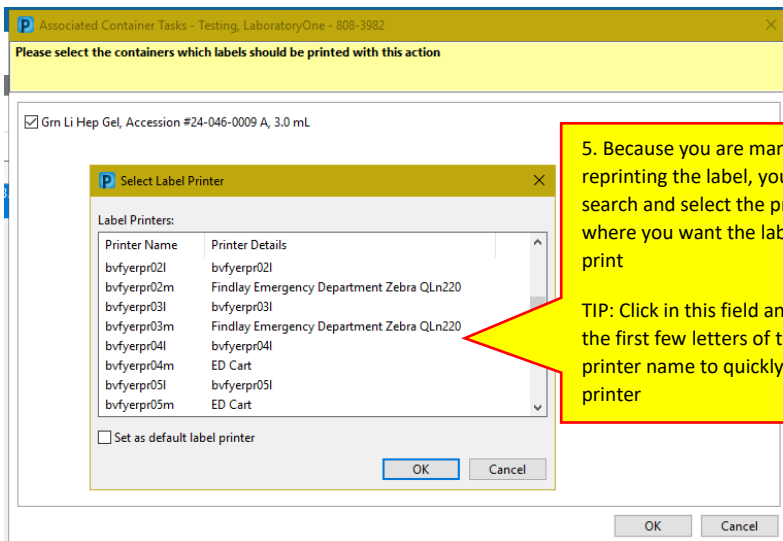 Associated Container Tasks - Testing, LaboratoryOne - 808-3982
Please select the containers which labels should be printed with this action
Grn Li Hep Gel, Accession #24-046-0009 A, 3.0 mL
Select Label Printer
Label Printers:
Printer Name Printer Details
bvfyerpr02l bvfyerpr02l
bvfyerpr02m Findlay Emergency Department Zebra QLn220
bvfyerpr03l bvfyerpr03l
bvfyerpr03m Findlay Emergency Department Zebra QLn220
bvfyerpr04l bvfyerpr04l
bvfyerpr04m ED Cart
bvfyerpr05l bvfyerpr05l
bvfyerpr05m ED Cart
Set as default label printer
OK Cancel
5. Because you are
reprinting the label,
search and select the
where you want the
print
TIP: Click in this field
the first few letters of
printer name to quickly
printer
OK Cancel